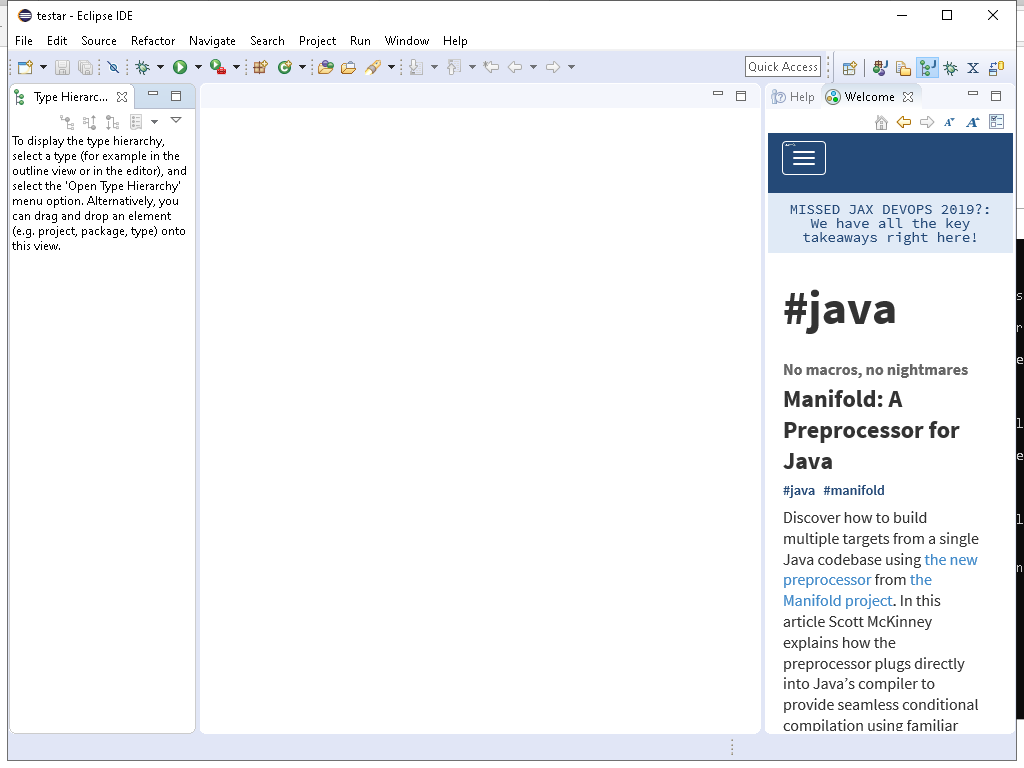 testar - Eclipse IDE
File Edit Source Refactor Navigate Search Project Run Window Help
Quick Access
Type Hierarc...
Help Welcome
To display the type hierarchy,
select a type (for example in the
outline view or in the editor), and
select the 'Open Type Hierarchy'
menu option. Alternatively, you
can drag and drop an element
(e.g. project, package, type) onto
this view.
MISSED JAX DEVOPS 2019?:
We have all the key
takeaways right here!
#java
No macros, no nightmares
Manifold: A
Preprocessor for
Java
#java #manifold
Discover how to build
multiple targets from a single
Java codebase using the new
preprocessor from the
Manifold project. In this
article Scott McKinney
explains how the
preprocessor plugs directly
into Java’s compiler to
provide seamless conditional
compilation using familiar